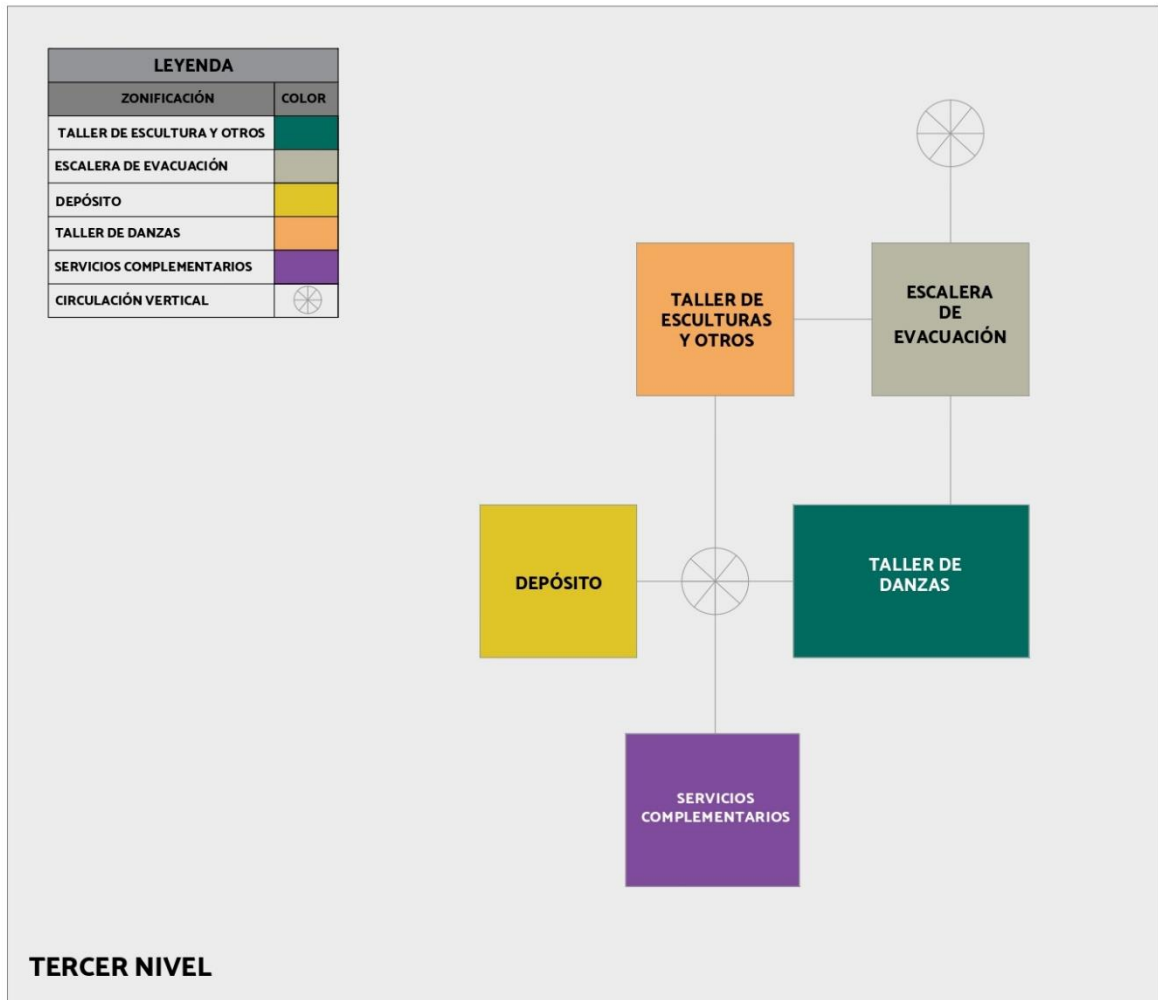 LEYENDA
ZONIFICACIÓN COLOR
TALLER DE ESCULTURA Y OTROS
ESCALERA DE EVACUACIÓN
DEPÓSITO
TALLER DE DANZAS
SERVICIOS COMPLEMENTARIOS
CIRCULACIÓN VERTICAL
TALLER DE
ESCULTURAS
Y OTROS
ESCALERA
DE
EVACUACIÓN
DEPÓSITO
TALLER DE
DANZAS
SERVICIOS
COMPLEMENTARIOS
TERCER NIVEL